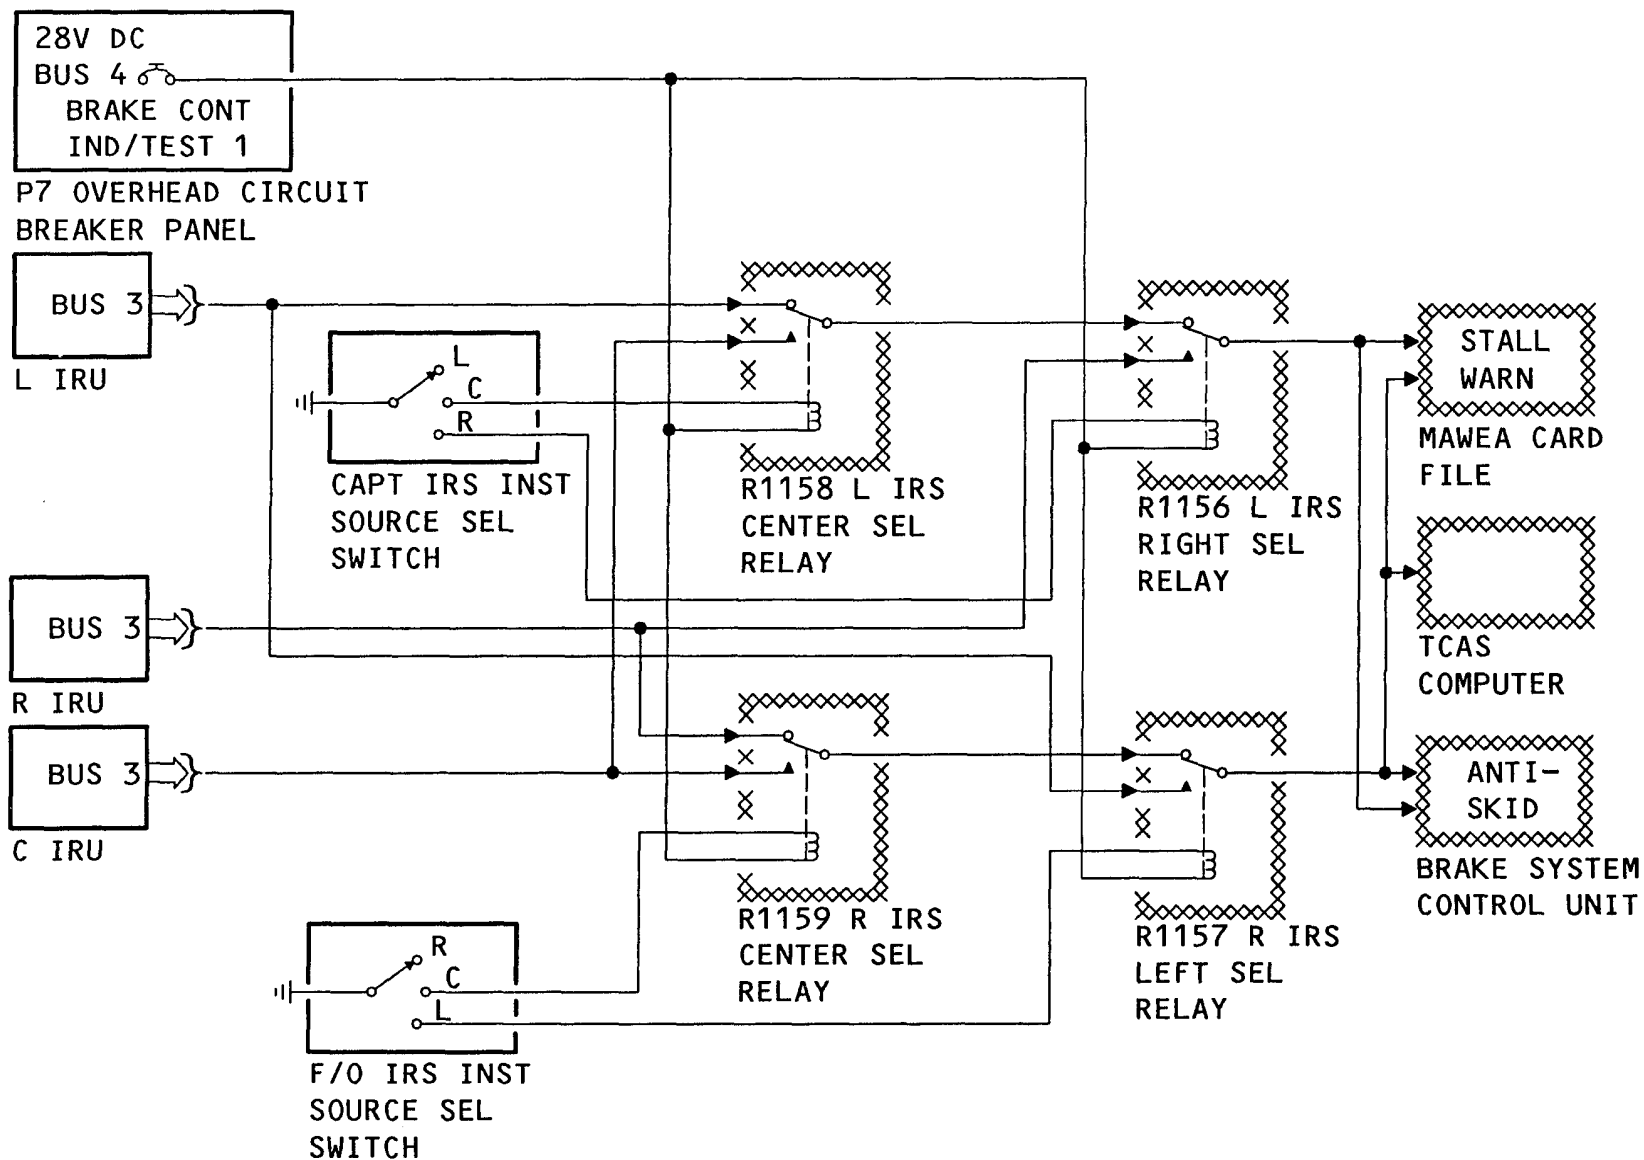 28V DC
BUS 4
BRAKE CONT
IND/TEST 1
P7 OVERHEAD CIRCUIT
BREAKER PANEL
BUS 3
L IRU
L
C
R
CAPT IRS INST
SOURCE SEL
SWITCH
R1158 L IRS
CENTER SEL
RELAY
R1156 L IRS
RIGHT SEL
RELAY
STALL
WARN
MAWEA CARD
FILE
BUS 3
R IRU
TCAS
COMPUTER
BUS 3
C IRU
R1159 R IRS
CENTER SEL
RELAY
R1157 R IRS
LEFT SEL
RELAY
ANTI-
SKID
BRAKE SYSTEM
CONTROL UNIT
R
C
L
F/O IRS INST
SOURCE SEL
SWITCH